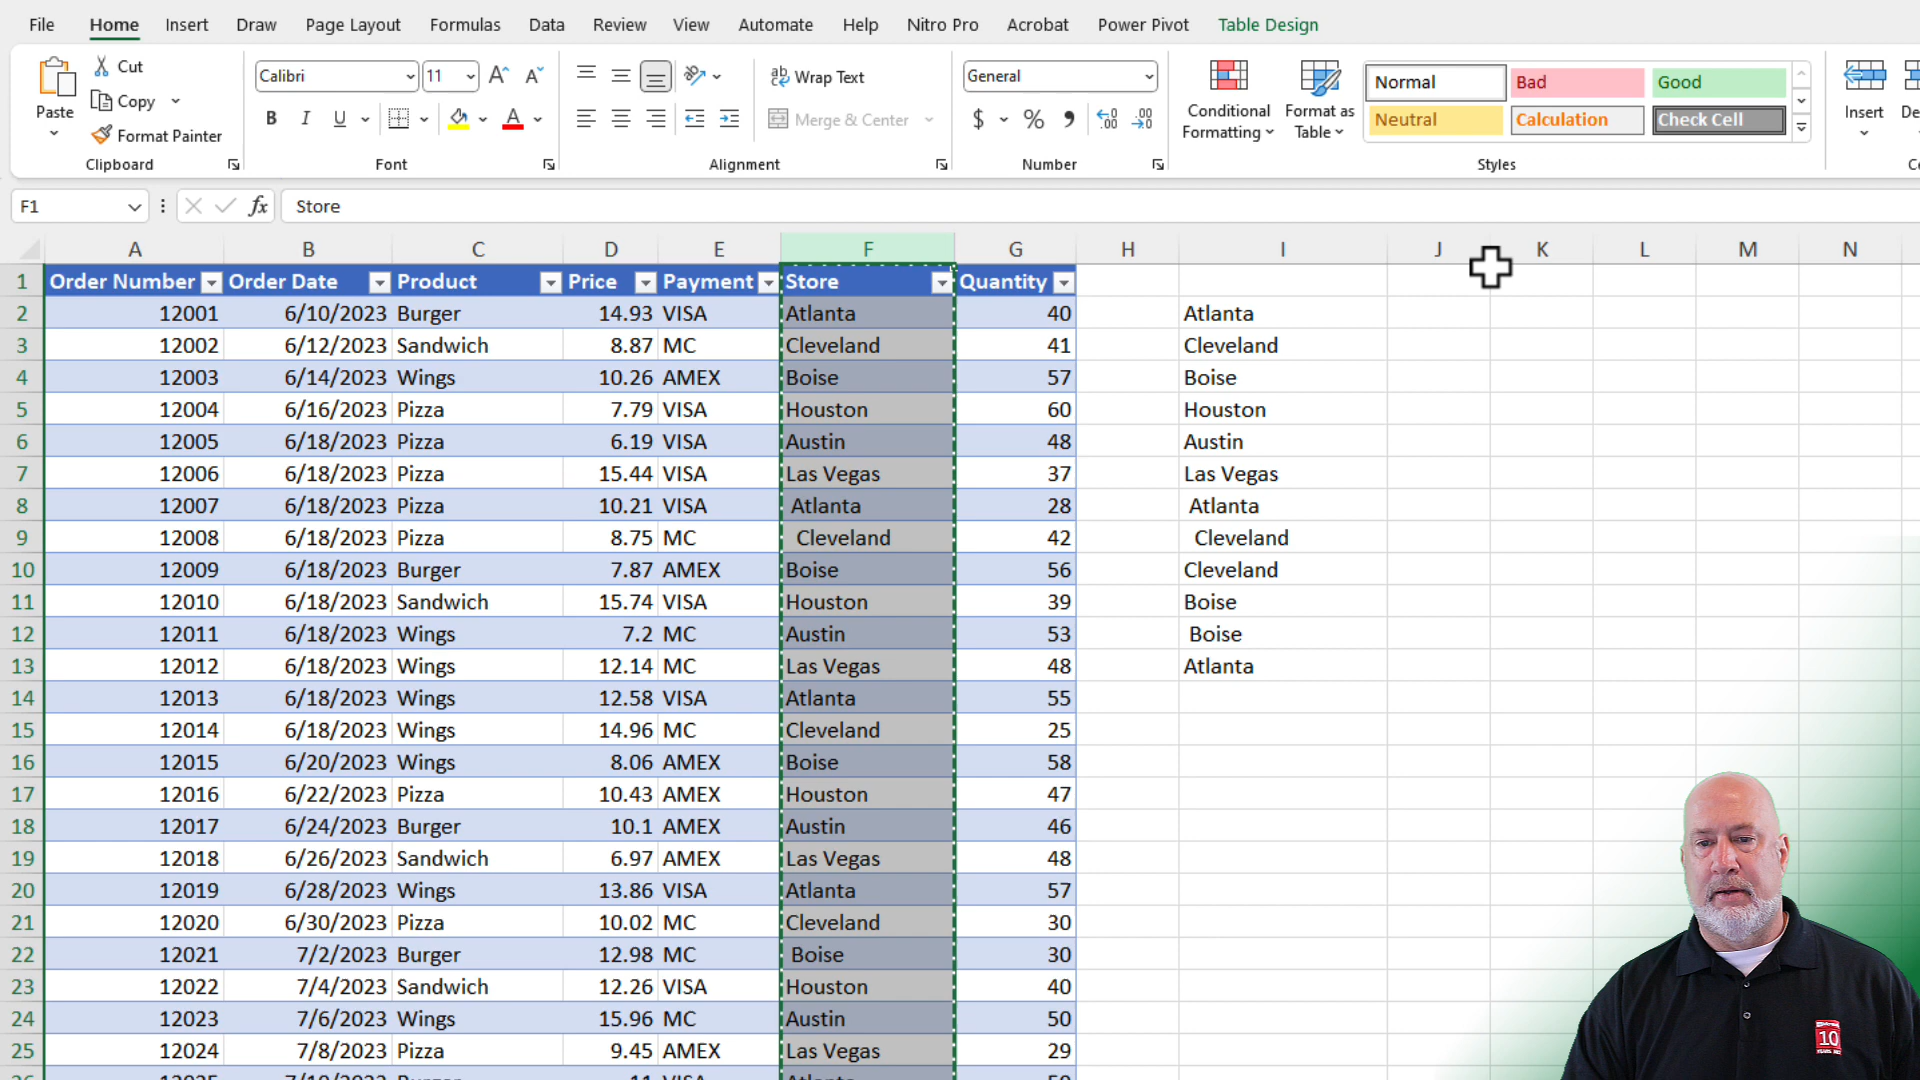 File Home Insert Draw Page Layout Formulas Data Review View Automate Help Nitro Pro Acrobat Power Pivot Table Design
Paste Cut Copy Format Painter Clipboard
Calibri 11 A A B I U A Font
ab Wrap Text Merge & Center Alignment
General $ % Number
Conditional Formatting Format as Table
Normal Bad Good
Neutral Calculation Check Cell
Styles
Insert
F1 fx Store
A B C D E F G H I J K L M N
1 Order Number Order Date Product Price Payment Store Quantity
2 12001 6/10/2023 Burger 14.93 VISA Atlanta 40 Atlanta
3 12002 6/12/2023 Sandwich 8.87 MC Cleveland 41 Cleveland
4 12003 6/14/2023 Wings 10.26 AMEX Boise 57 Boise
5 12004 6/16/2023 Pizza 7.79 VISA Houston 60 Houston
6 12005 6/18/2023 Pizza 6.19 VISA Austin 48 Austin
7 12006 6/18/2023 Pizza 15.44 VISA Las Vegas 37 Las Vegas
8 12007 6/18/2023 Pizza 10.21 VISA Atlanta 28 Atlanta
9 12008 6/18/2023 Pizza 8.75 MC Cleveland 42 Cleveland
10 12009 6/18/2023 Burger 7.87 AMEX Boise 56 Cleveland
11 12010 6/18/2023 Sandwich 15.74 VISA Houston 39 Boise
12 12011 6/18/2023 Wings 7.2 MC Austin 53 Boise
13 12012 6/18/2023 Wings 12.14 MC Las Vegas 48 Atlanta
14 12013 6/18/2023 Wings 12.58 VISA Atlanta 55
15 12014 6/18/2023 Wings 14.96 MC Cleveland 25
16 12015 6/20/2023 Wings 8.06 AMEX Boise 58
17 12016 6/22/2023 Pizza 10.43 AMEX Houston 47
18 12017 6/24/2023 Burger 10.1 AMEX Austin 46
19 12018 6/26/2023 Sandwich 6.97 AMEX Las Vegas 48
20 12019 6/28/2023 Wings 13.86 VISA Atlanta 57
21 12020 6/30/2023 Pizza 10.02 MC Cleveland 30
22 12021 7/2/2023 Burger 12.98 MC Boise 30
23 12022 7/4/2023 Sandwich 12.26 VISA Houston 40
24 12023 7/6/2023 Wings 15.96 MC Austin 50
25 12024 7/8/2023 Pizza 9.45 AMEX Las Vegas 29
10